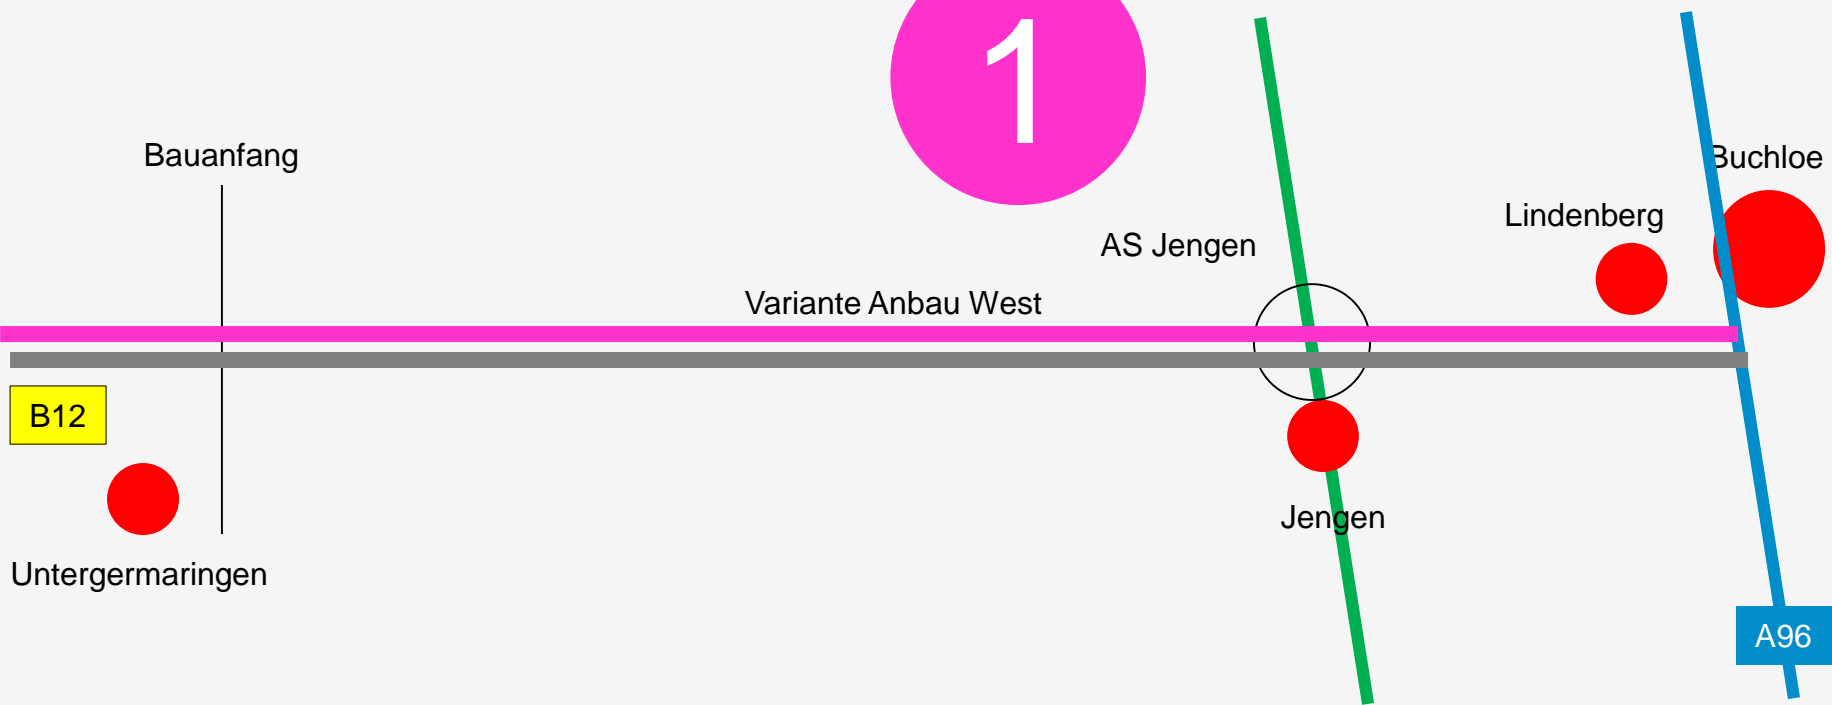 1
Bauanfang
Buchloe
Lindenberg
AS Jengen
Variante Anbau West
B12
Jengen
Untergermaringen
A96